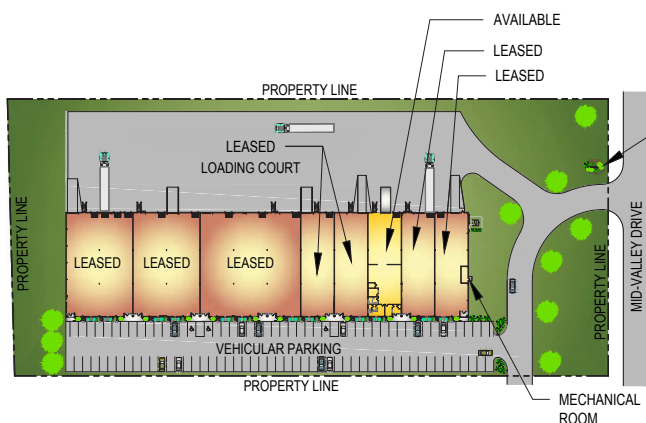 AVAILABLE
LEASED
LEASED
PROPERTY LINE
LEASED
LOADING COURT
PROPERTY LINE
LEASED
LEASED
LEASED
PROPERTY LINE
MID-VALLEY DRIVE
VEHICULAR PARKING
PROPERTY LINE
MECHANICAL
ROOM